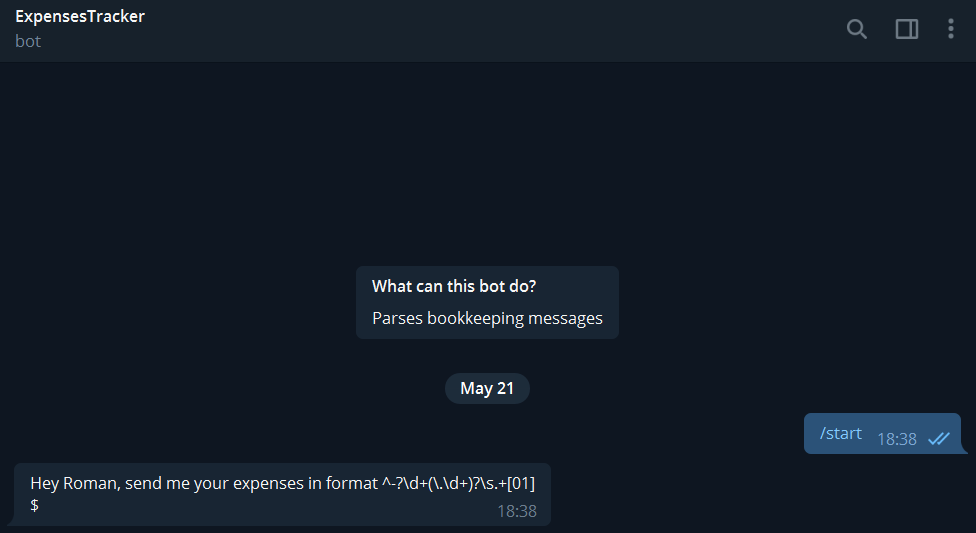 ExpensesTracker
bot
What can this bot do?
Parses bookkeeping messages
May 21
/start 18:38
Hey Roman, send me your expenses in format ^-?\d+(\.\d+)?\s.+[01]
$ 18:38